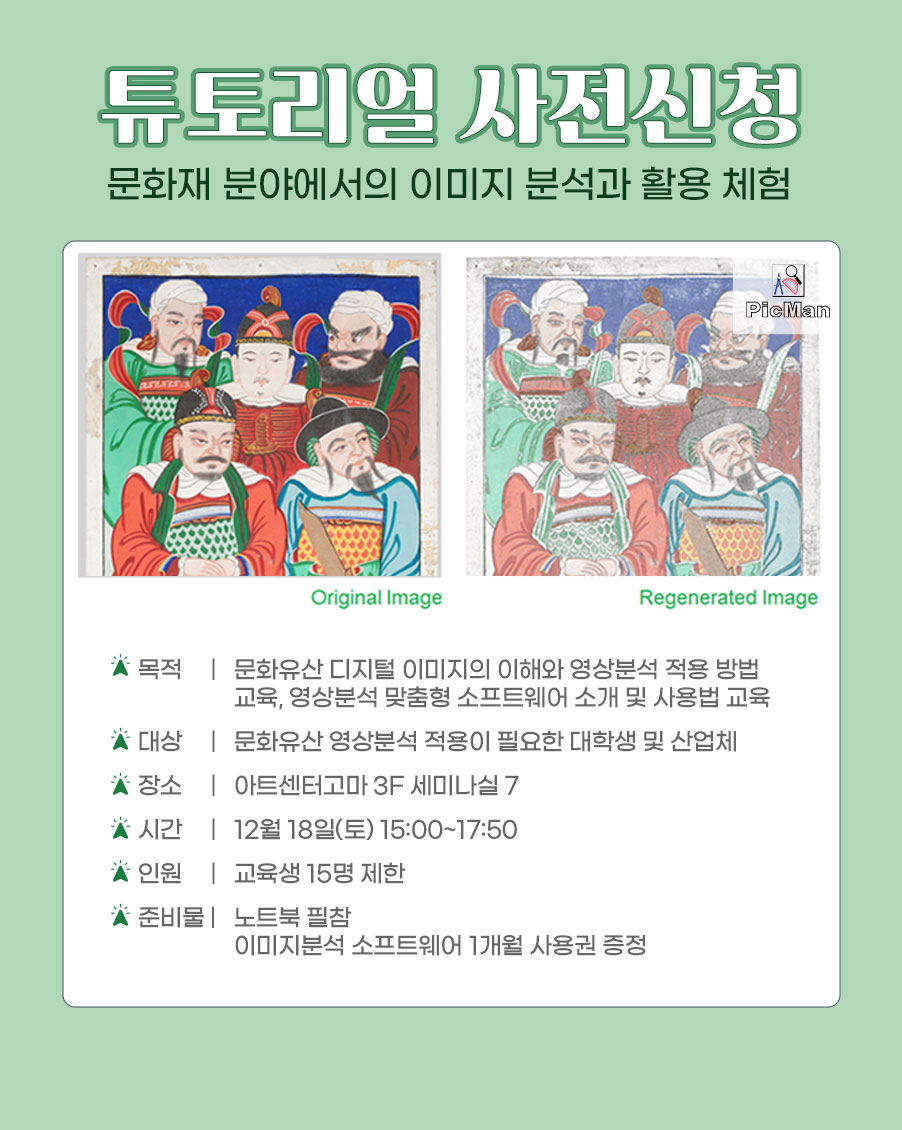 튜토리얼 사전신청
문화재 분야에서의 이미지 분석과 활용 체험
PicMan
Original Image
Regenerated Image
목적 | 문화유산 디지털 이미지의 이해와 영상분석 적용 방법
교육, 영상분석 맞춤형 소프트웨어 소개 및 사용법 교육
대상 | 문화유산 영상분석 적용이 필요한 대학생 및 산업체
장소 | 아트센터고마 3F 세미나실 7
시간 | 12월 18일(토) 15:00~17:50
인원 | 교육생 15명 제한
준비물 | 노트북 필참
이미지분석 소프트웨어 1개월 사용권 증정